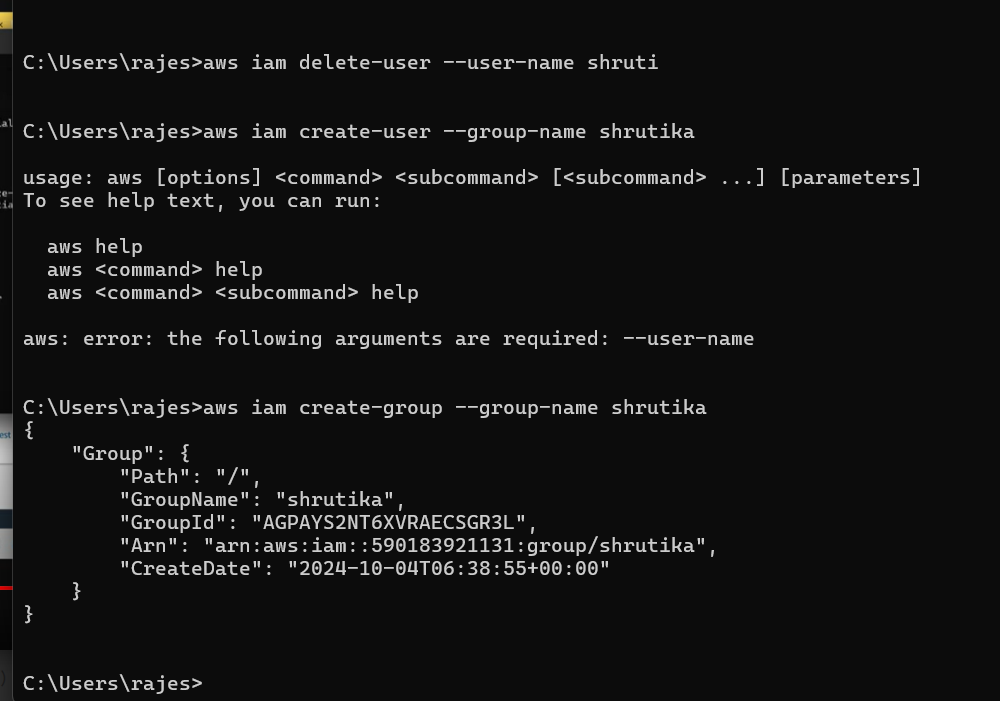 C:\Users\rajes>aws iam delete-user --user-name shruti
C:\Users\rajes>aws iam create-user --group-name shrutika
usage: aws [options] <command> <subcommand> [<subcommand> ...] [parameters]
To see help text, you can run:
aws help
aws <command> help
aws <command> <subcommand> help
aws: error: the following arguments are required: --user-name
C:\Users\rajes>aws iam create-group --group-name shrutika
{
"Group": {
"Path": "/",
"GroupName": "shrutika",
"GroupId": "AGPAYS2NT6XVRAECSGR3L",
"Arn": "arn:aws:iam::590183921131:group/shrutika",
"CreateDate": "2024-10-04T06:38:55+00:00"
}
}
C:\Users\rajes>